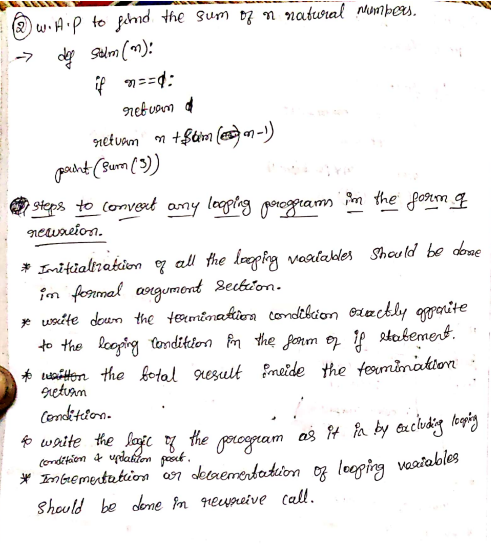 ② W.A.P to find the sum of n natural numbers.
→ def sum(n):
if n==0:
return 0
return n + sum(n-1)
print(sum(3))
steps to convert any looping programs in the form of
recursion.
* Initialization of all the looping variables should be done
in formal argument section.
* write down the termination condition exactly opposite
to the looping condition in the form of if statement.
* the total result inside the termination
return
condition.
* write the logic of the program as it is by excluding looping
condition & updation part.
* Incrementation or decrementation of looping variables
should be done in recursive call.